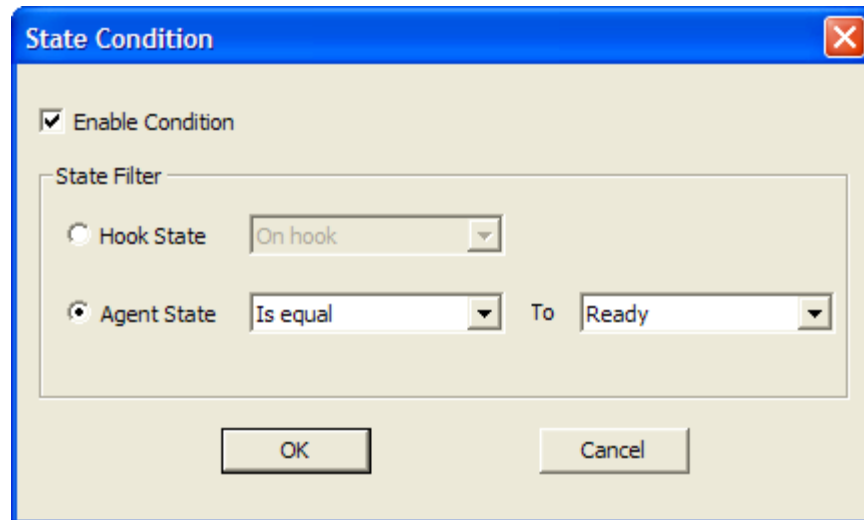 State Condition
Enable Condition
State Filter
Hook State On hook
Agent State Is equal To Ready
OK Cancel